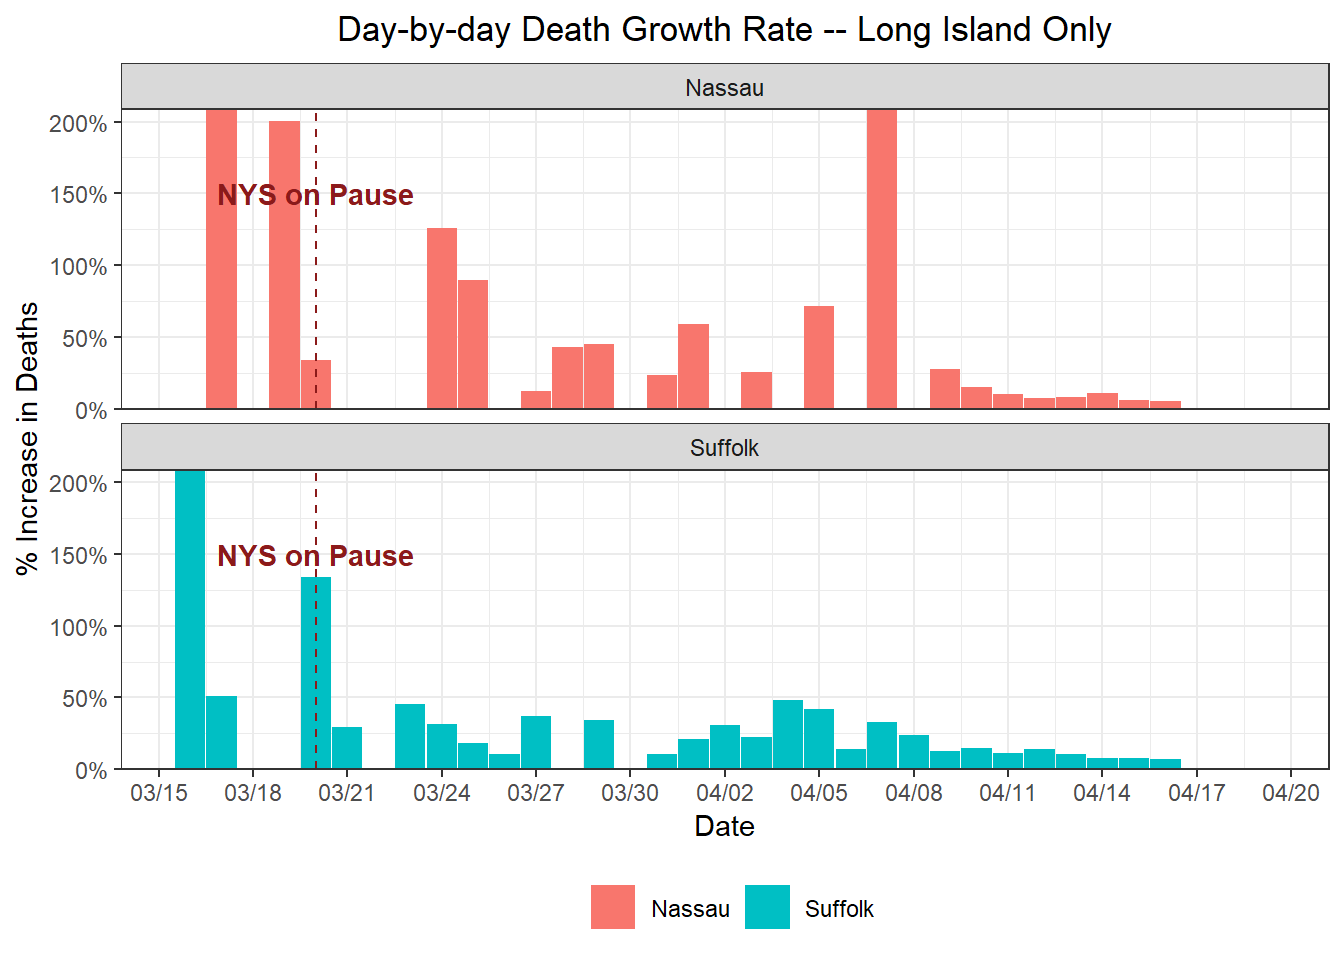 Day-by-day Death Growth Rate -- Long Island Only
Nassau
200%
150%
100%
50%
0%
NYS on Pause
% Increase in Deaths
Suffolk
200%
150%
100%
50%
0%
NYS on Pause
03/15 03/18 03/21 03/24 03/27 03/30 04/02 04/05 04/08 04/11 04/14 04/17 04/20
Date
Nassau Suffolk